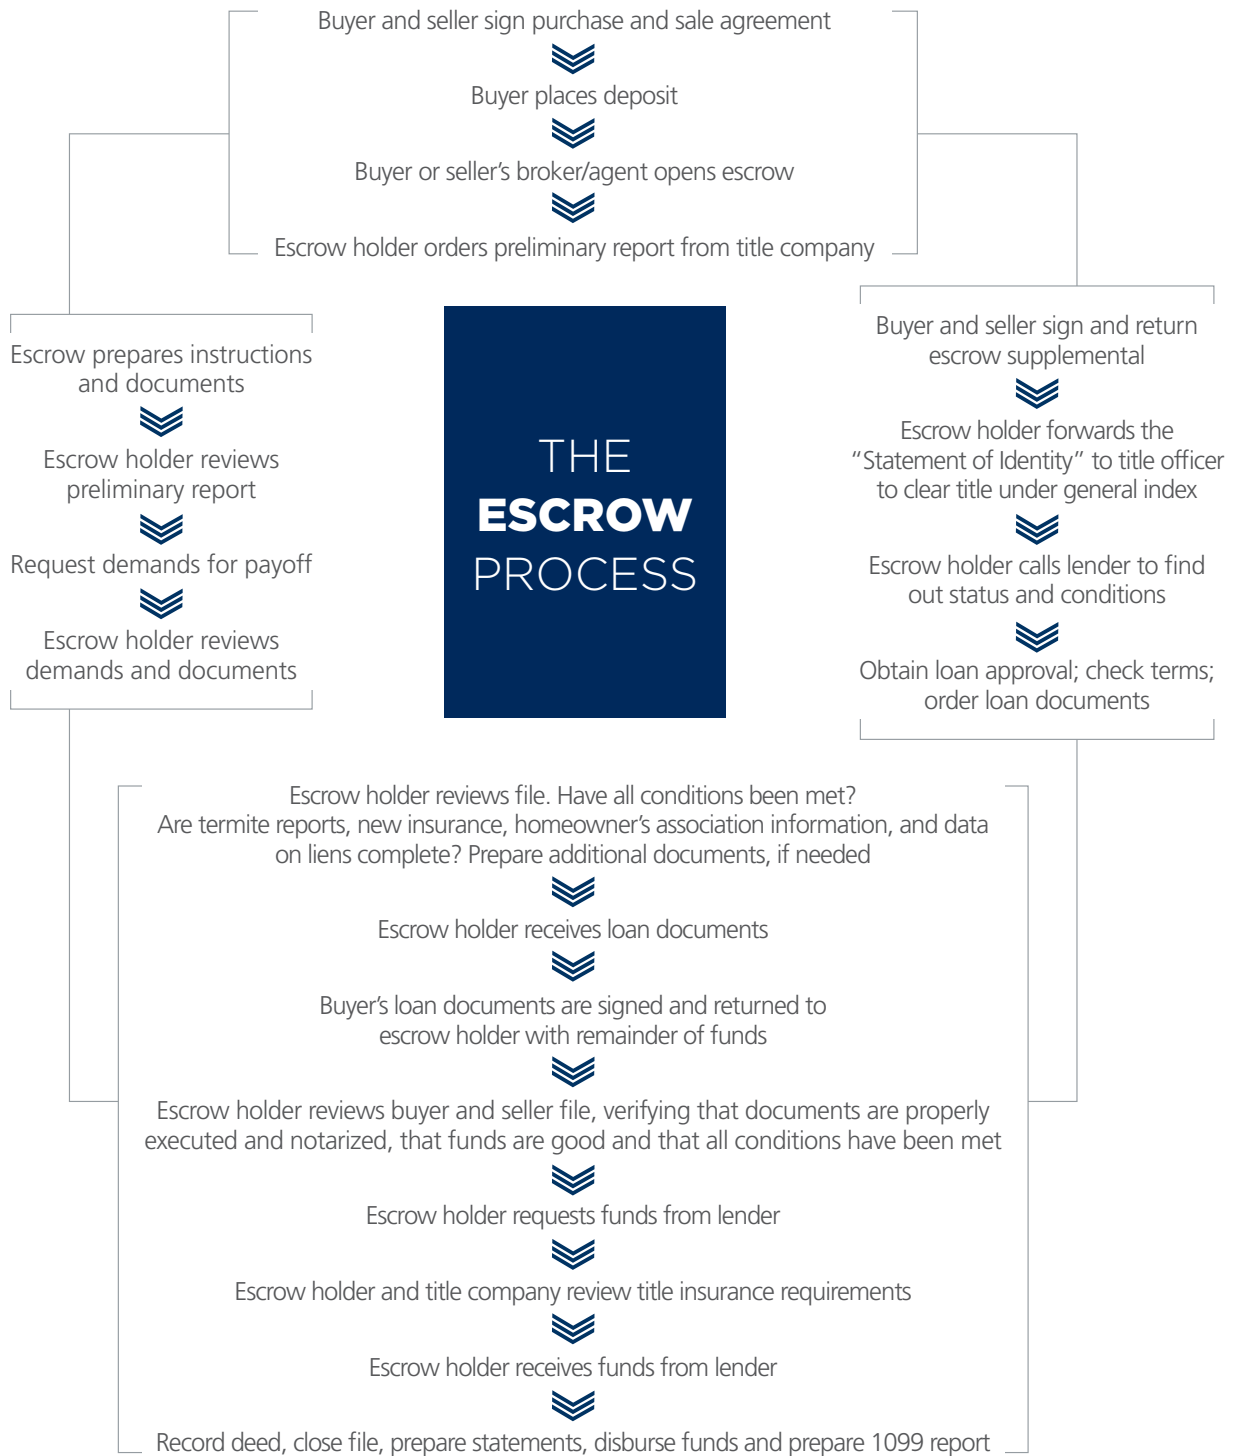 Buyer and seller sign purchase and sale agreement
Buyer places deposit
Buyer or seller’s broker/agent opens escrow
Escrow holder orders preliminary report from title company
Escrow prepares instructions
and documents
Escrow holder reviews
preliminary report
Request demands for payoff
Escrow holder reviews
demands and documents
THE
ESCROW
PROCESS
Buyer and seller sign and return
escrow supplemental
Escrow holder forwards the
“Statement of Identity” to title officer
to clear title under general index
Escrow holder calls lender to find
out status and conditions
Obtain loan approval; check terms;
order loan documents
Escrow holder reviews file. Have all conditions been met?
Are termite reports, new insurance, homeowner’s association information, and data
on liens complete? Prepare additional documents, if needed
Escrow holder receives loan documents
Buyer’s loan documents are signed and returned to
escrow holder with remainder of funds
Escrow holder reviews buyer and seller file, verifying that documents are properly
executed and notarized, that funds are good and that all conditions have been met
Escrow holder requests funds from lender
Escrow holder and title company review title insurance requirements
Escrow holder receives funds from lender
Record deed, close file, prepare statements, disburse funds and prepare 1099 report